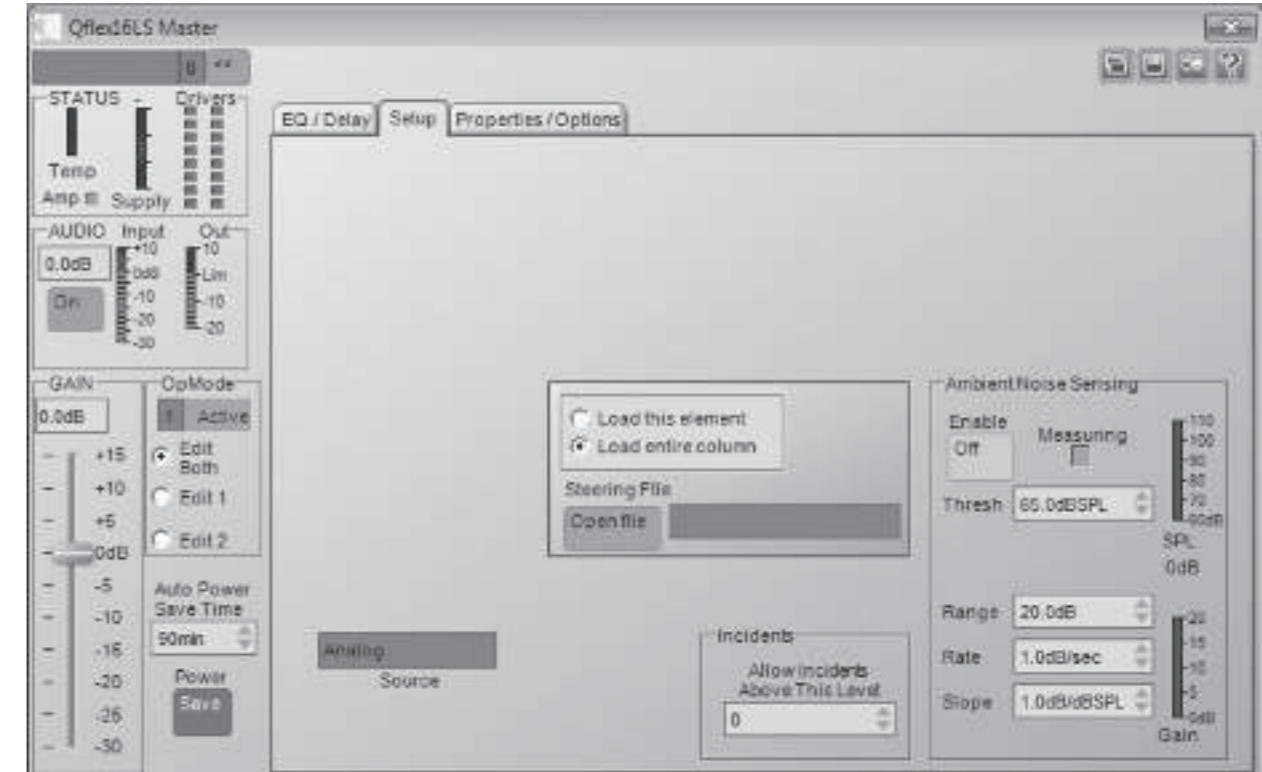 Qflex16LS Master
0 <<
STATUS - Drivers
Temp
Amp Supply
AUDIO Input Out
0.0dB
On
+10
0dB
-10
-20
-30
10
Lim
-10
-20
EQ / Delay Setup Properties / Options
GAIN
0.0dB
+15
+10
+5
0dB
-5
-10
-15
-20
-25
-30
OpMode
1 Active
Edit
Both
Edit 1
Edit 2
Auto Power
Save Time
90min
Power
Save
Analog
Source
Load this element
Load entire column
Steering File
Open file
Incidents
Allow Incidents
Above This Level
0
Ambient Noise Sensing
Enable
Off
Measuring
Thresh 65.0dBSPL
110
100
90
80
70
60dB
SPL
0dB
Range 20.0dB
Rate 1.0dB/sec
Slope 1.0dB/dBSPL
20
15
10
5
0dB
Gain